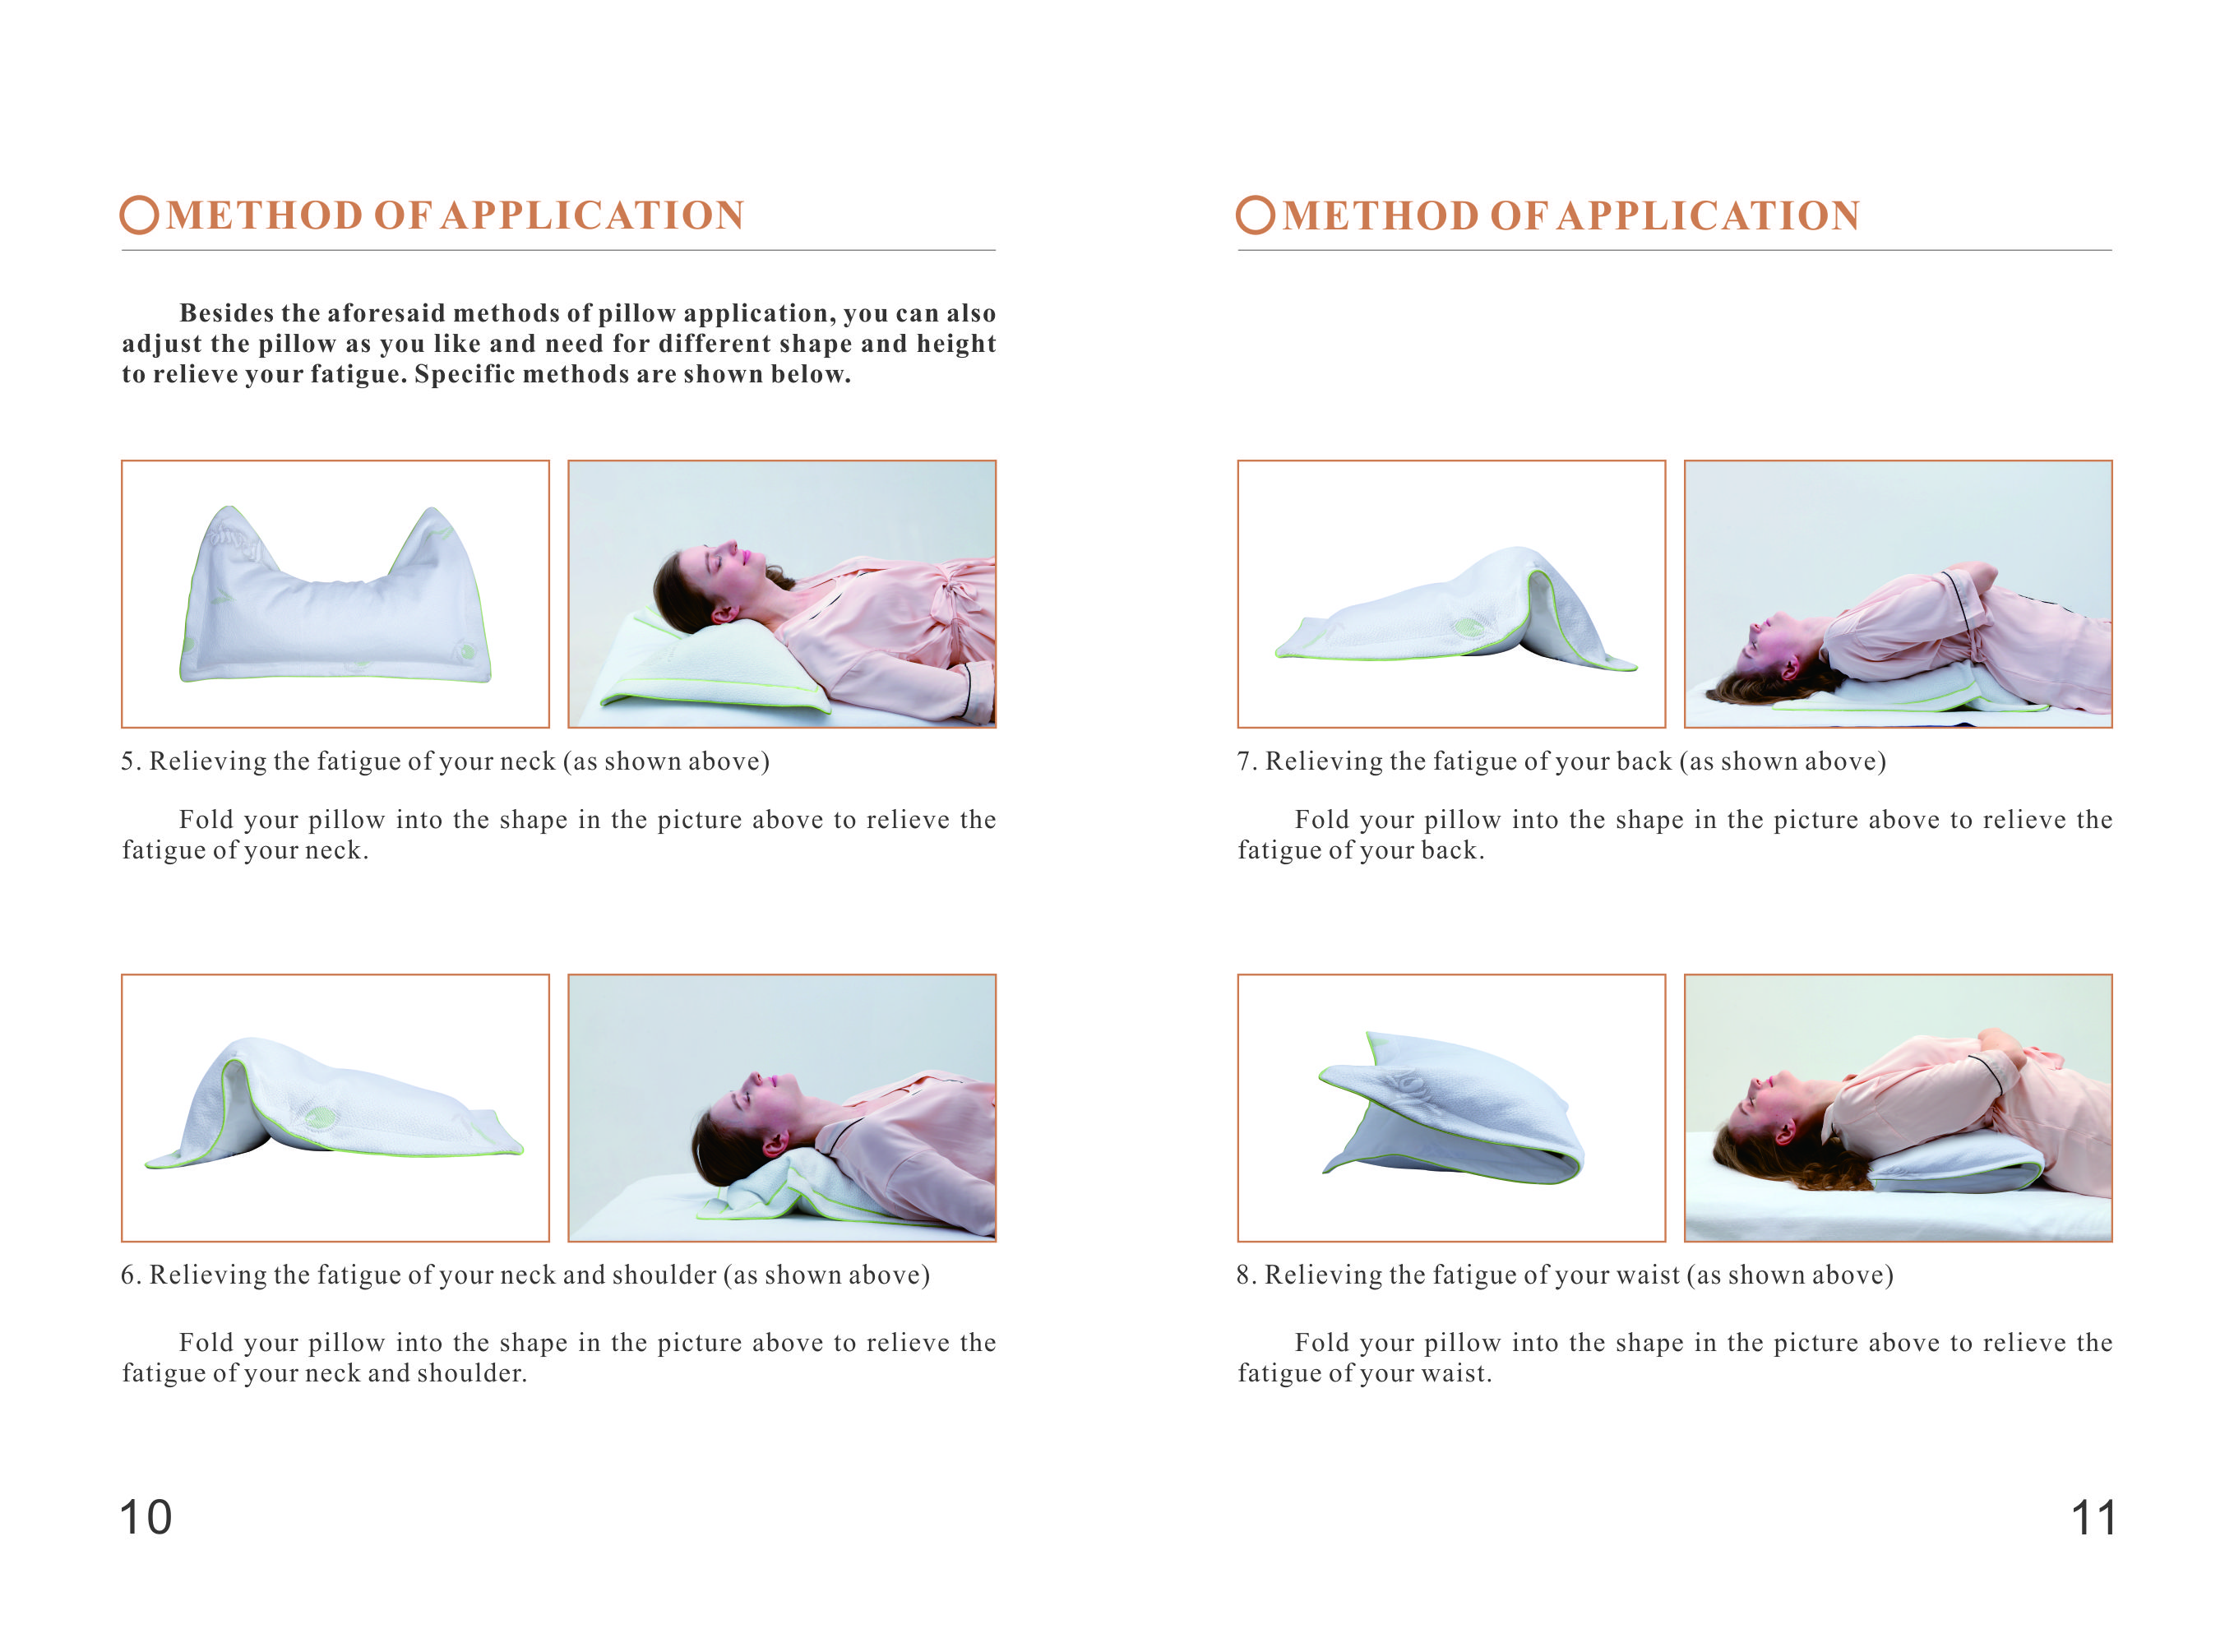 METHOD OF APPLICATION
Besides the aforesaid methods of pillow application, you can also
adjust the pillow as you like and need for different shape and height
to relieve your fatigue. Specific methods are shown below.
5. Relieving the fatigue of your neck (as shown above)
Fold your pillow into the shape in the picture above to relieve the
fatigue of your neck.
6. Relieving the fatigue of your neck and shoulder (as shown above)
Fold your pillow into the shape in the picture above to relieve the
fatigue of your neck and shoulder.
10
METHOD OF APPLICATION
7. Relieving the fatigue of your back (as shown above)
Fold your pillow into the shape in the picture above to relieve the
fatigue of your back.
8. Relieving the fatigue of your waist (as shown above)
Fold your pillow into the shape in the picture above to relieve the
fatigue of your waist.
11